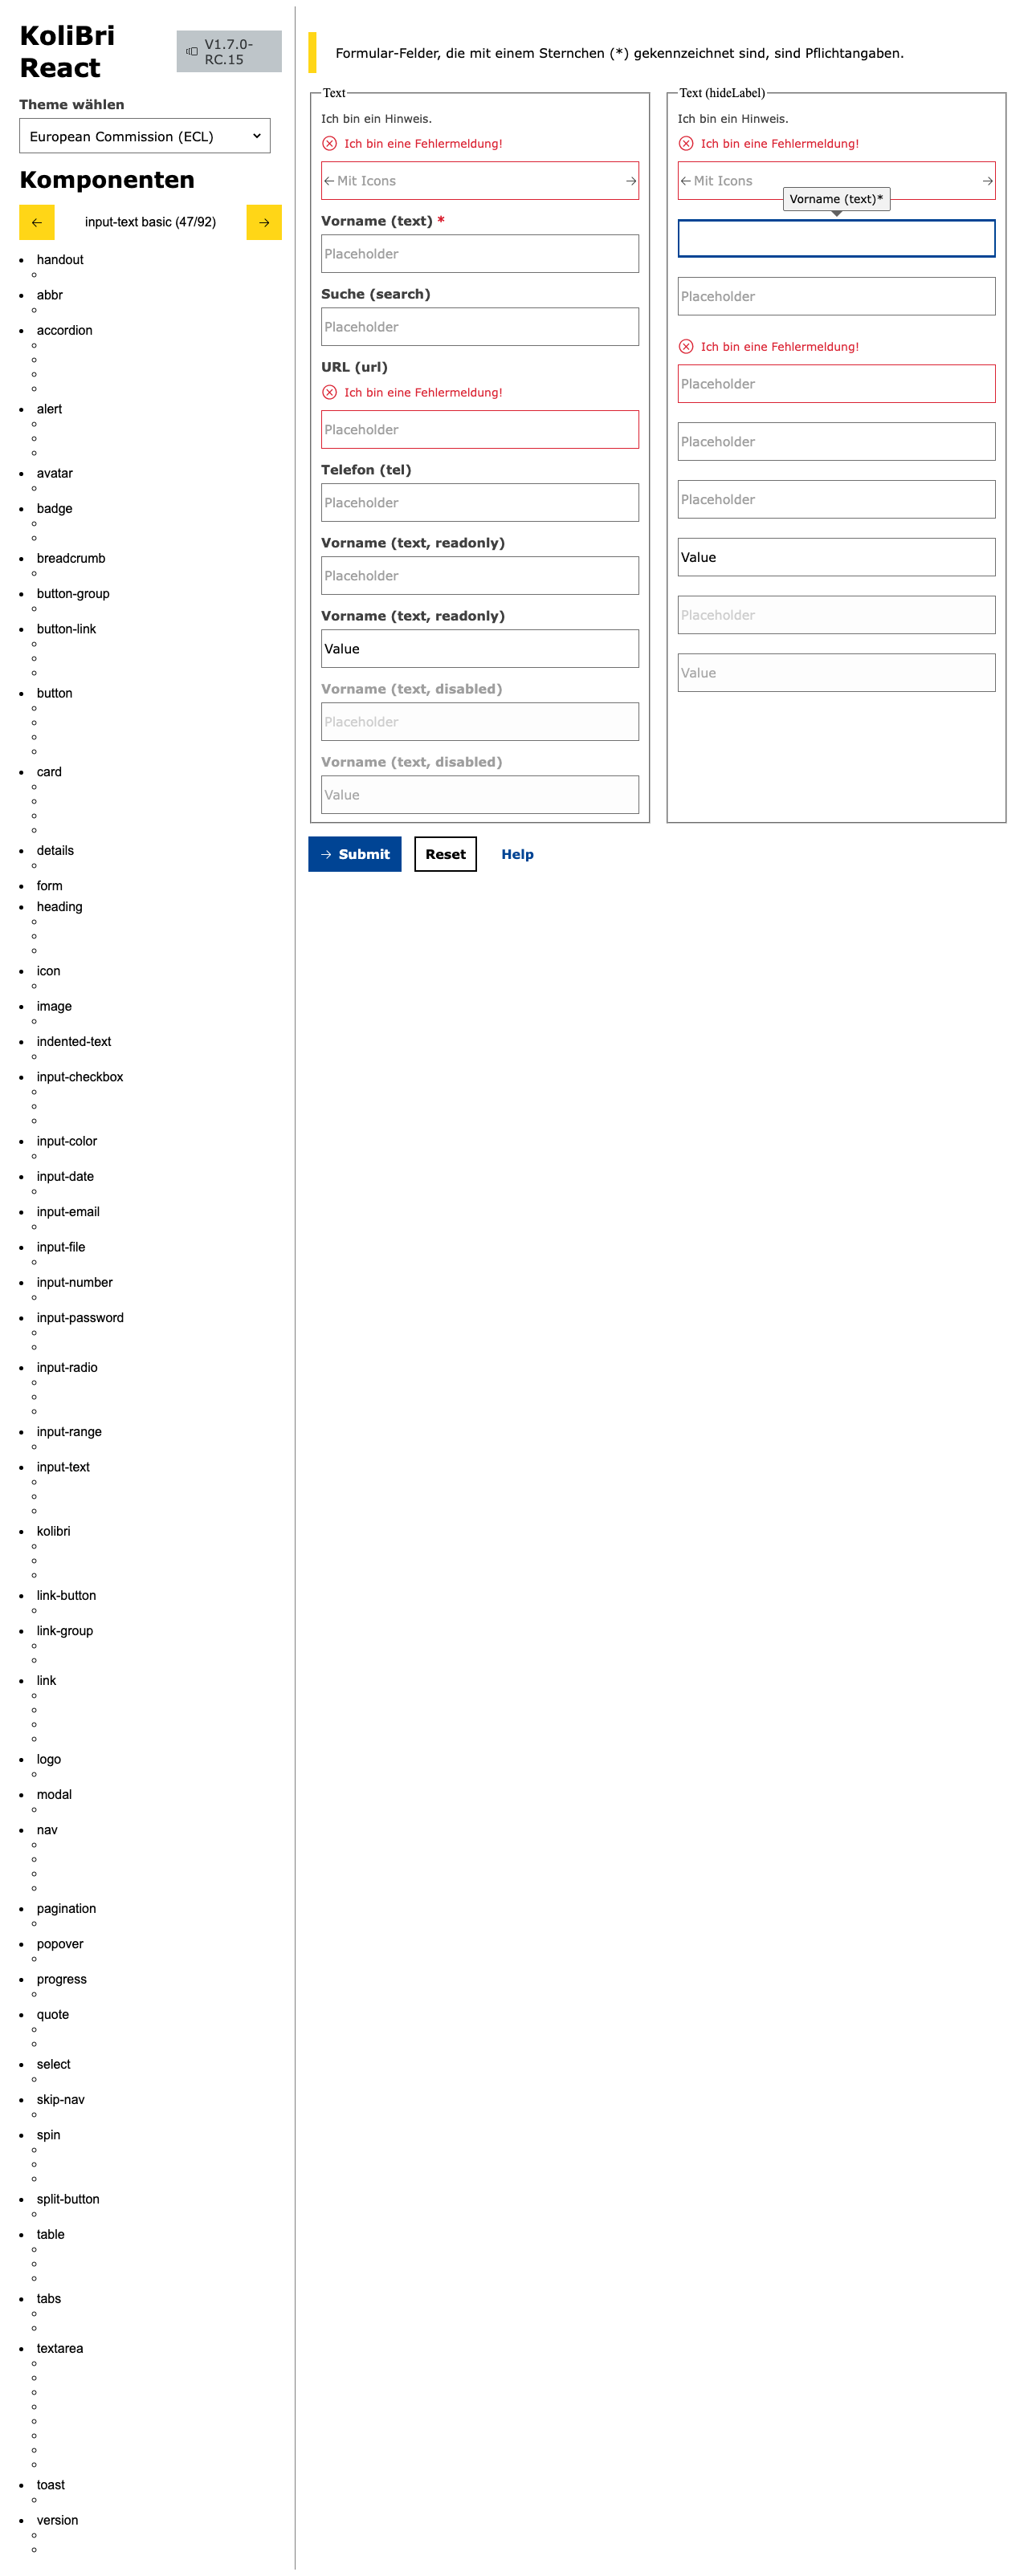 KoliBri
React
V1.7.0-
RC.15
Theme wählen
European Commission (ECL)
Komponenten
input-text basic (47/92)
handout
abbr
accordion
alert
avatar
badge
breadcrumb
button-group
button-link
button
card
details
form
heading
icon
image
indented-text
input-checkbox
input-color
input-date
input-email
input-file
input-number
input-password
input-radio
input-range
input-text
kolibri
link-button
link-group
link
logo
modal
nav
pagination
popover
progress
quote
select
skip-nav
spin
split-button
table
tabs
textarea
toast
version
Formular-Felder, die mit einem Sternchen (*) gekennzeichnet sind, sind Pflichtangaben.
Text
Ich bin ein Hinweis.
Ich bin eine Fehlermeldung!
Mit Icons
Vorname (text) *
Placeholder
Suche (search)
Placeholder
URL (url)
Ich bin eine Fehlermeldung!
Placeholder
Telefon (tel)
Placeholder
Vorname (text, readonly)
Placeholder
Vorname (text, readonly)
Value
Vorname (text, disabled)
Placeholder
Vorname (text, disabled)
Value
Text (hideLabel)
Ich bin ein Hinweis.
Ich bin eine Fehlermeldung!
Mit Icons
Vorname (text)*
Placeholder
Ich bin eine Fehlermeldung!
Placeholder
Placeholder
Placeholder
Value
Placeholder
Value
Submit
Reset
Help